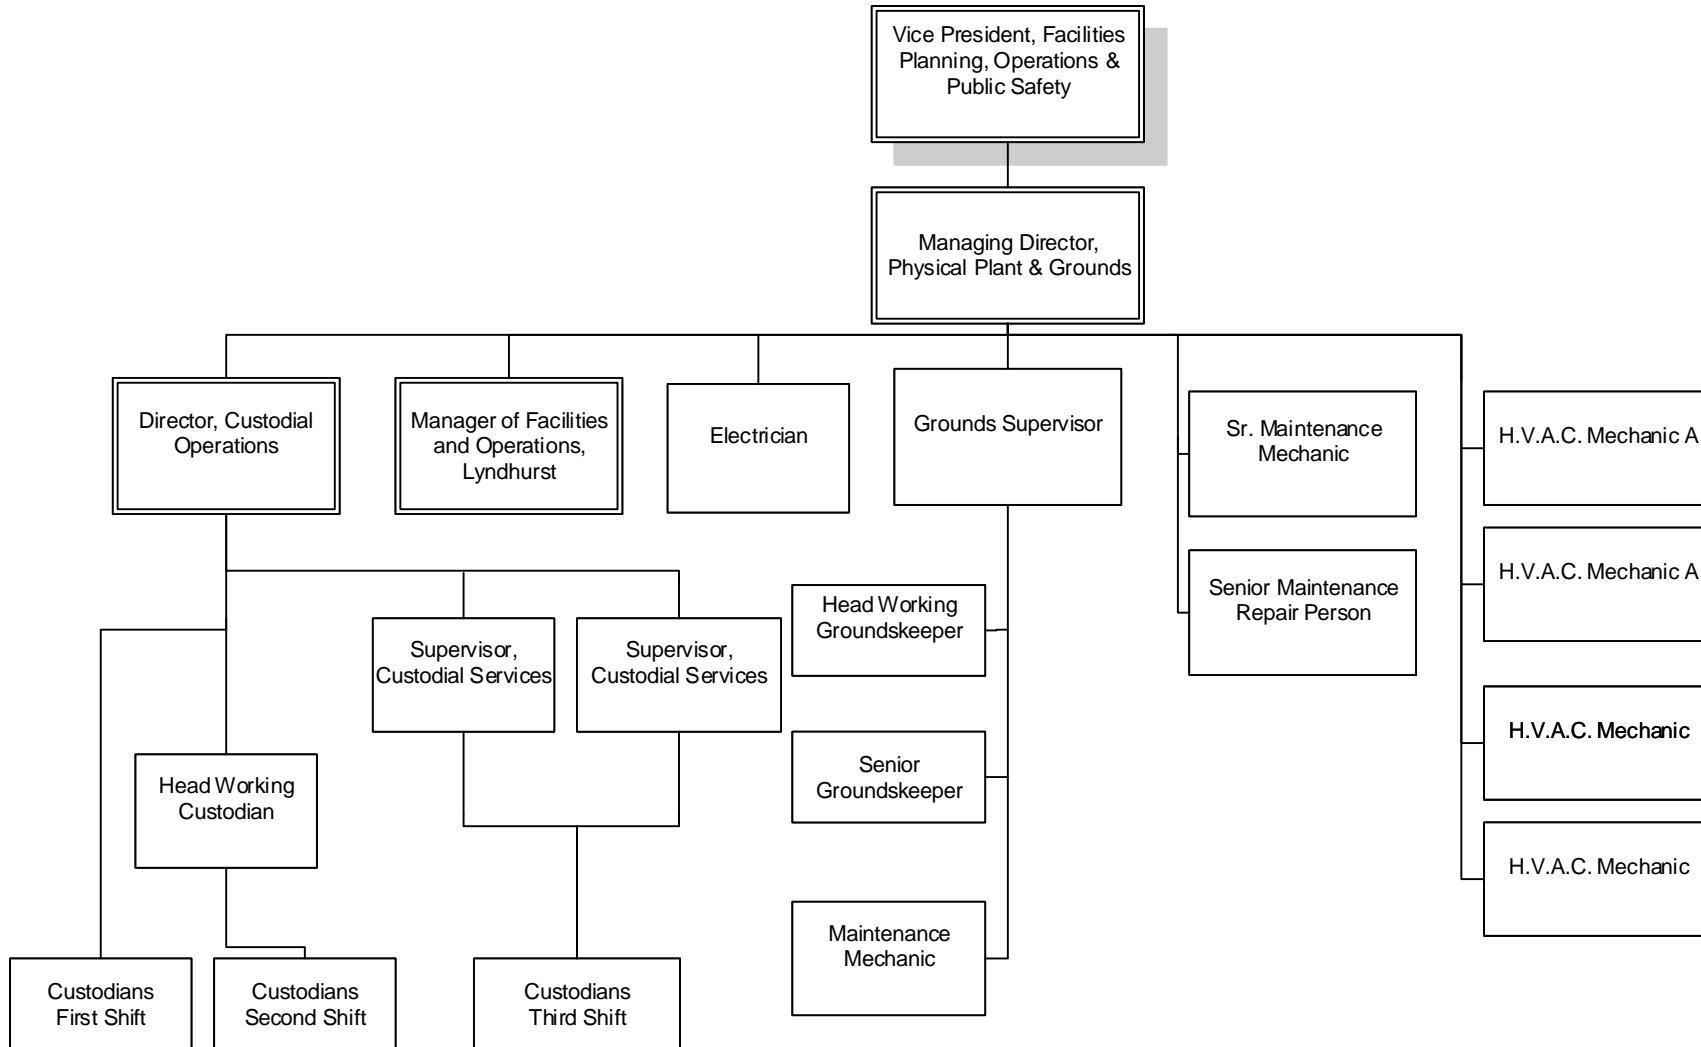 Vice President, Facilities
Planning, Operations &
Public Safety
Managing Director,
Physical Plant & Grounds
Director, Custodial
Operations
Manager of Facilities
and Operations,
Lyndhurst
Electrician
Grounds Supervisor
Sr. Maintenance
Mechanic
H.V.A.C. Mechanic A
H.V.A.C. Mechanic A
Senior Maintenance
Repair Person
Head Working
Groundskeeper
Supervisor,
Custodial Services
Supervisor,
Custodial Services
H.V.A.C. Mechanic
Senior
Groundskeeper
Head Working
Custodian
H.V.A.C. Mechanic
Maintenance
Mechanic
Custodians
First Shift
Custodians
Second Shift
Custodians
Third Shift